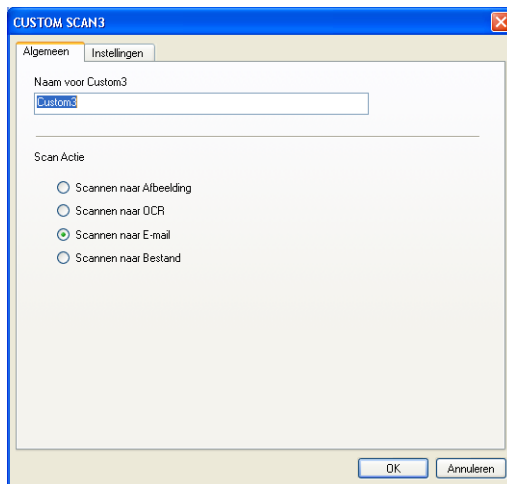 CUSTOM SCAN3
Algemeen Instellingen
Naam voor Custom3
Custom3
Scan Actie
Scannen naar Afbeelding
Scannen naar OCR
Scannen naar E-mail
Scannen naar Bestand
OK Annuleren